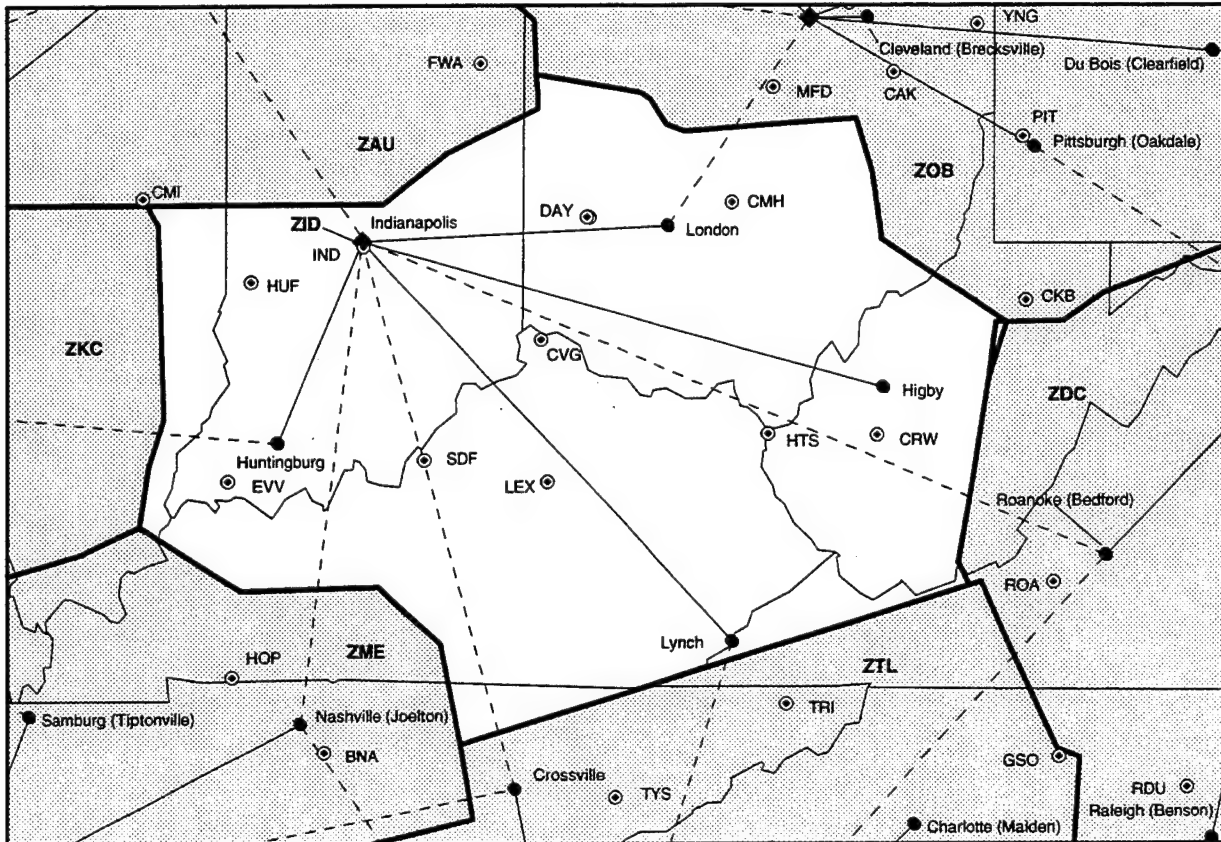 YNG
Cleveland (Brecksville)
Du Bois (Clearfield)
FWA
MFD
CAK
PIT
Pittsburgh (Oakdale)
ZAU
ZOB
CMI
ZID
Indianapolis
DAY
CMH
London
IND
HUF
CKB
ZKC
CVG
ZDC
Higby
HTS
CRW
Huntingburg
SDF
EVV
LEX
Roanoke (Bedford)
ROA
Lynch
ZME
ZTL
HOP
Samburg (Tiptonville)
Nashville (Joelton)
TRI
BNA
GSO
Crossville
TYS
RDU
Raleigh (Benson)
Charlotte (Maiden)